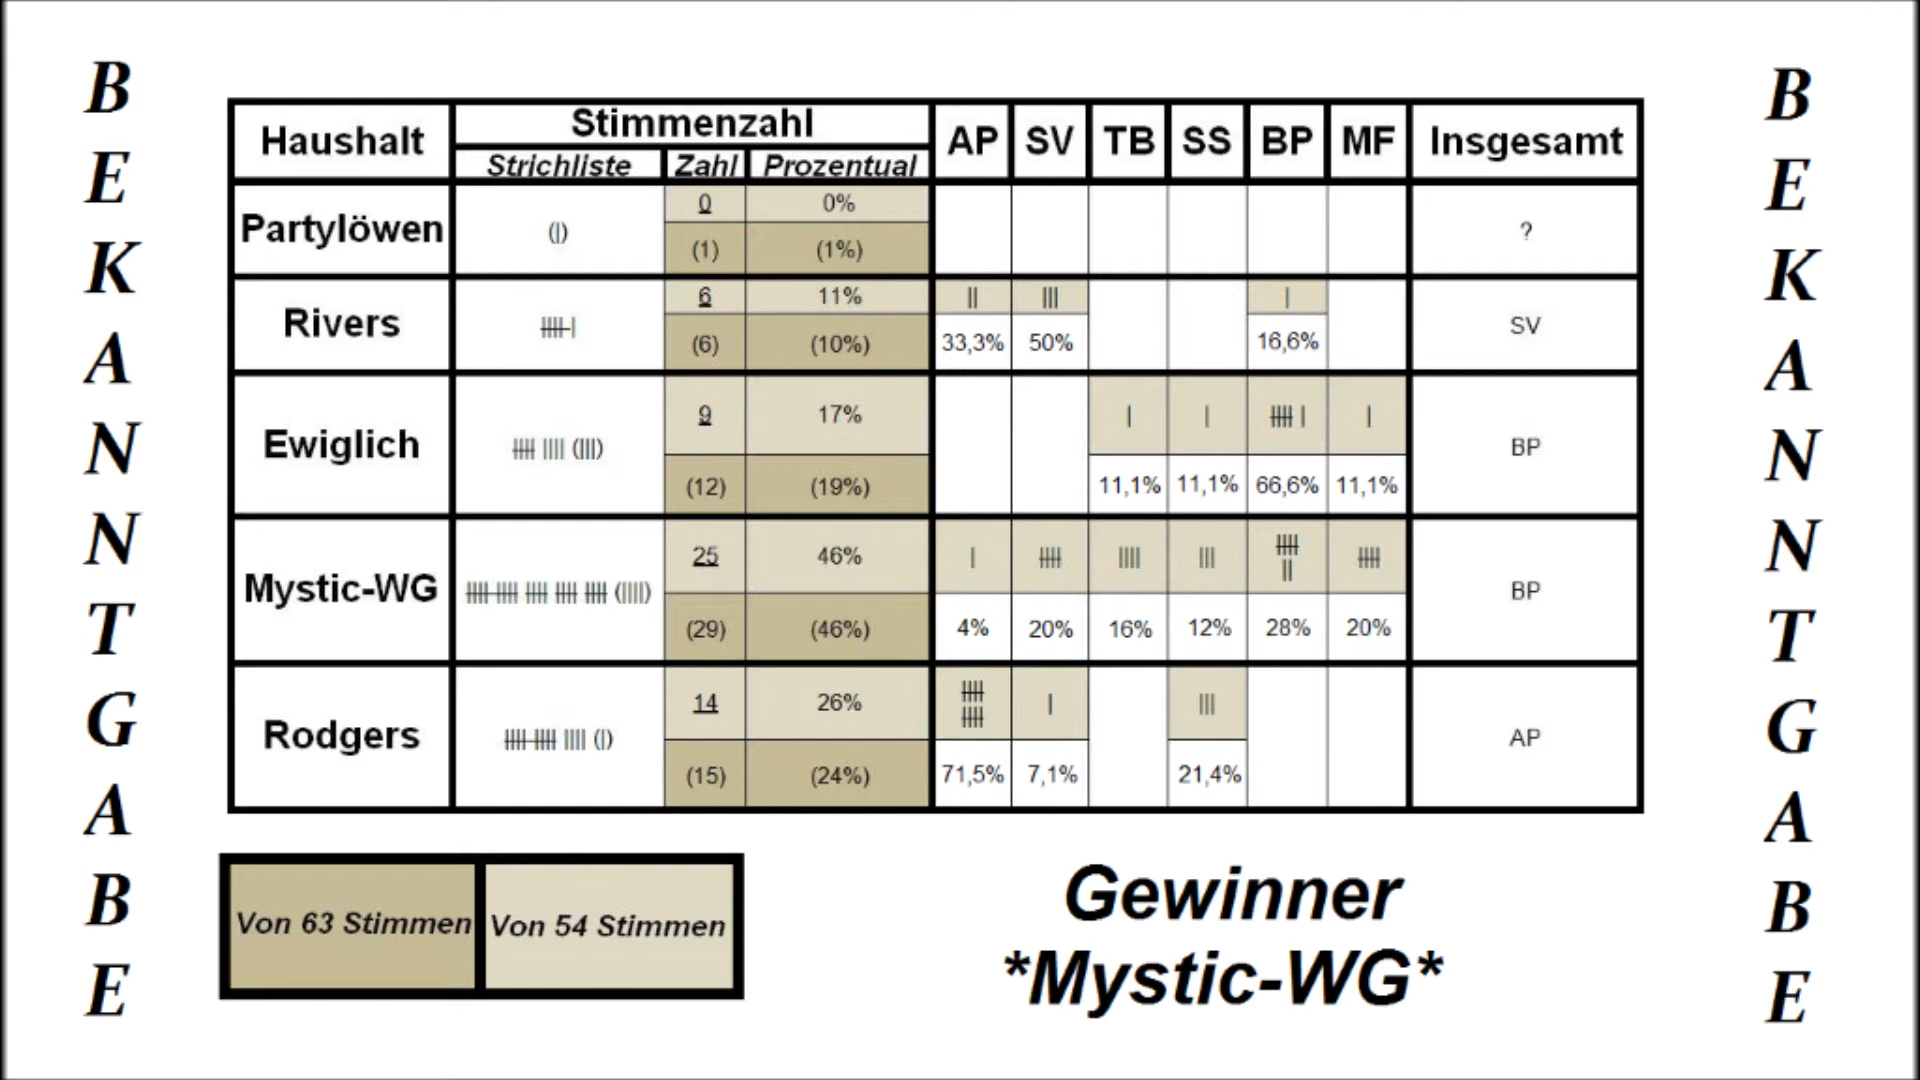 BEKANNTGABE
Haushalt Stimmenzahl AP SV TB SS BP MF Insgesamt
Strichliste Zahl Prozentual
Partylöwen (|) 0 0% ?
(1) (1%)
Rivers 6 11% SV
(6) (10%) 33,3% 50% 16,6%
Ewiglich 9 17% BP
(12) (19%) 11,1% 11,1% 66,6% 11,1%
Mystic-WG 25 46% BP
(29) (46%) 4% 20% 16% 12% 28% 20%
Rodgers 14 26% AP
(15) (24%) 71,5% 7,1% 21,4%
Von 63 Stimmen Von 54 Stimmen
Gewinner
*Mystic-WG*
BEKANNTGABE